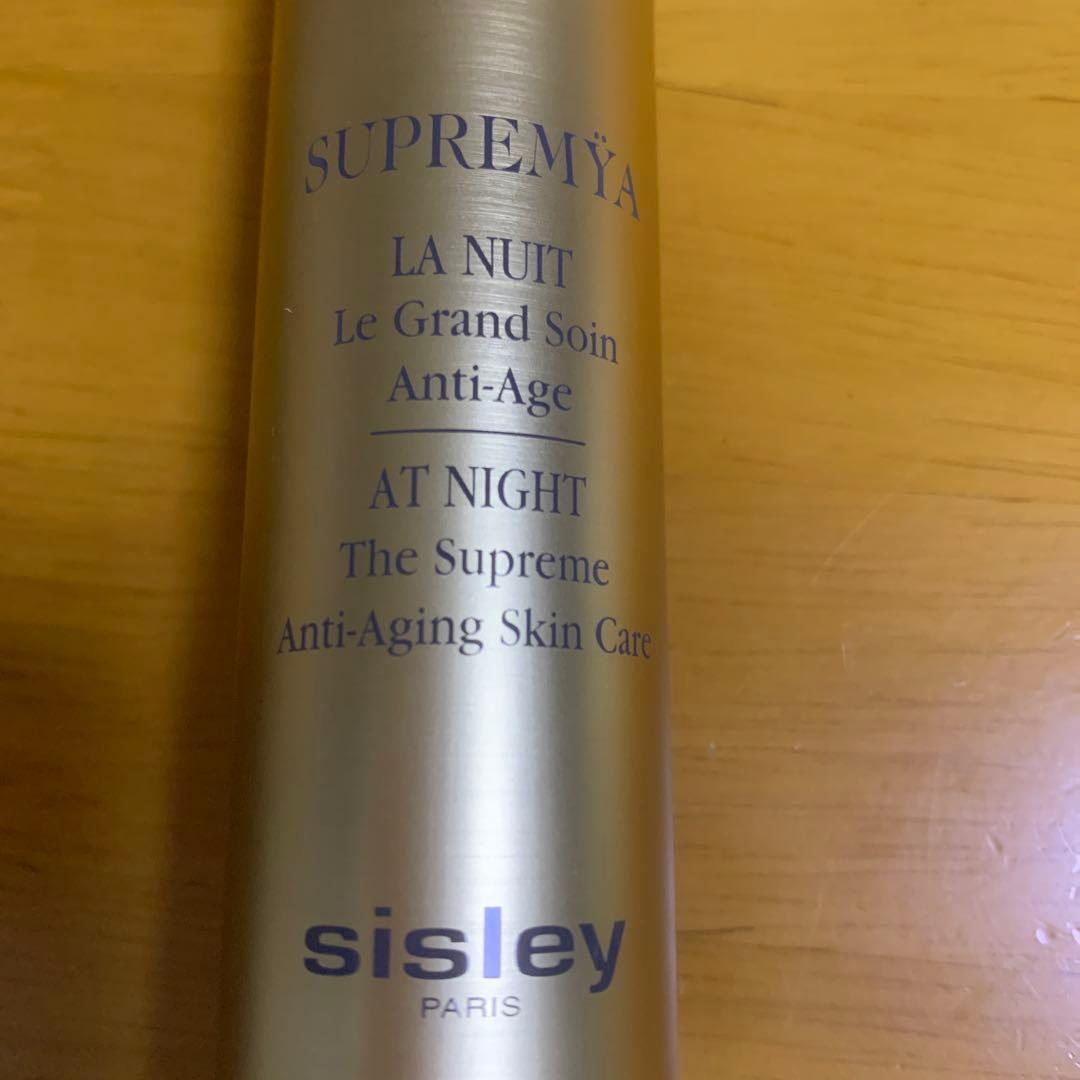 SUPREMŸA
LA NUIT
Le Grand Soin
Anti-Age
AT NIGHT
The Supreme
Anti-Aging Skin Care
sisley
PARIS